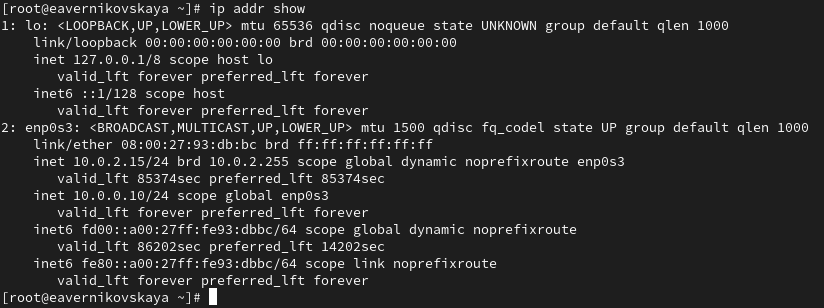 [root@eavernikovskaya ~]# ip addr show
1: lo: <LOOPBACK,UP,LOWER_UP> mtu 65536 qdisc noqueue state UNKNOWN group default qlen 1000
    link/loopback 00:00:00:00:00:00 brd 00:00:00:00:00:00
    inet 127.0.0.1/8 scope host lo
       valid_lft forever preferred_lft forever
    inet6 ::1/128 scope host
       valid_lft forever preferred_lft forever
2: enp0s3: <BROADCAST,MULTICAST,UP,LOWER_UP> mtu 1500 qdisc fq_codel state UP group default qlen 1000
    link/ether 08:00:27:93:db:bc brd ff:ff:ff:ff:ff:ff
    inet 10.0.2.15/24 brd 10.0.2.255 scope global dynamic noprefixroute enp0s3
       valid_lft 85374sec preferred_lft 85374sec
    inet 10.0.0.10/24 scope global enp0s3
       valid_lft forever preferred_lft forever
    inet6 fd00::a00:27ff:fe93:dbbc/64 scope global dynamic noprefixroute
       valid_lft 86202sec preferred_lft 14202sec
    inet6 fe80::a00:27ff:fe93:dbbc/64 scope link noprefixroute
       valid_lft forever preferred_lft forever
[root@eavernikovskaya ~]#